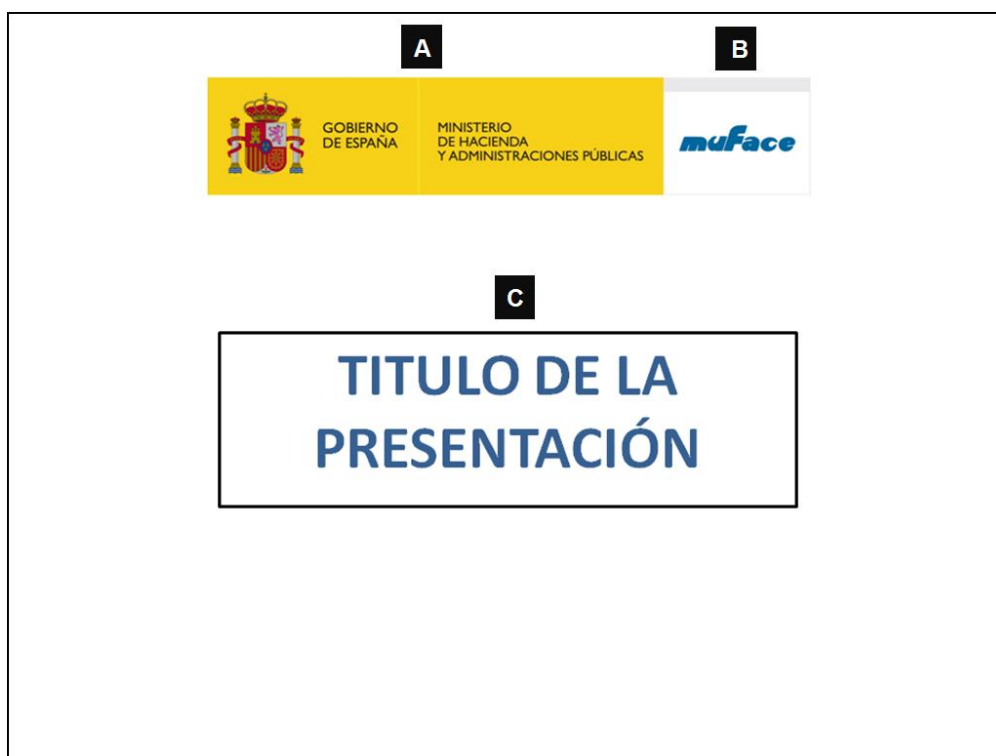 A
B
GOBIERNO
DE ESPAÑA
MINISTERIO
DE HACIENDA
Y ADMINISTRACIONES PÚBLICAS
muface
C
TITULO DE LA
PRESENTACIÓN